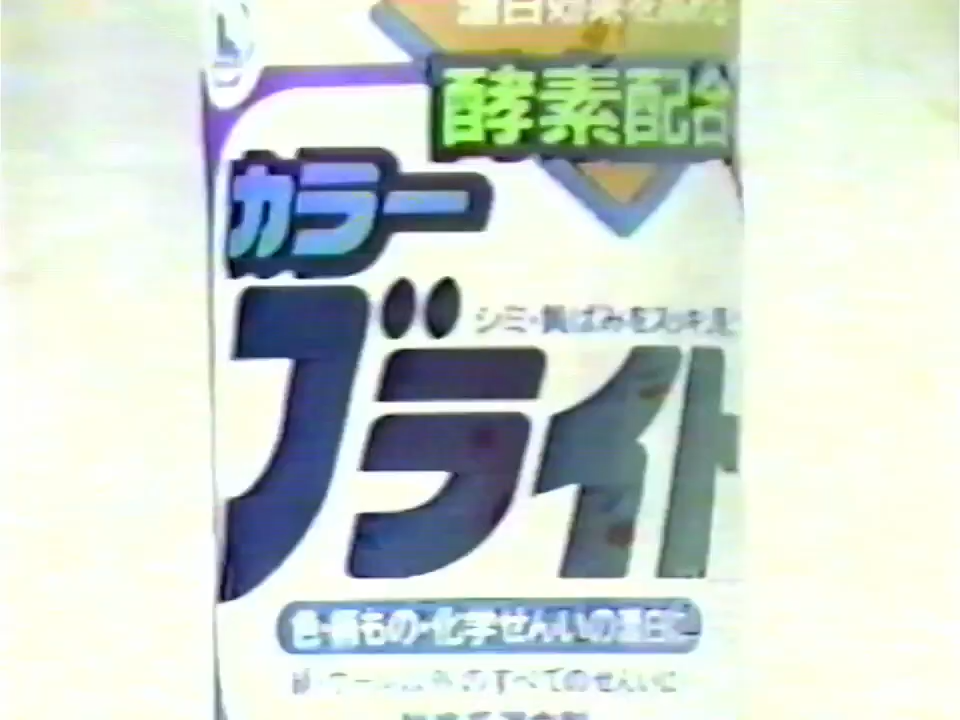 酵素配合
カラー
ブライト
シミ・黄ばみをスッキリ
色・柄もの・化学せんいの漂白に
のすべてのせんいに